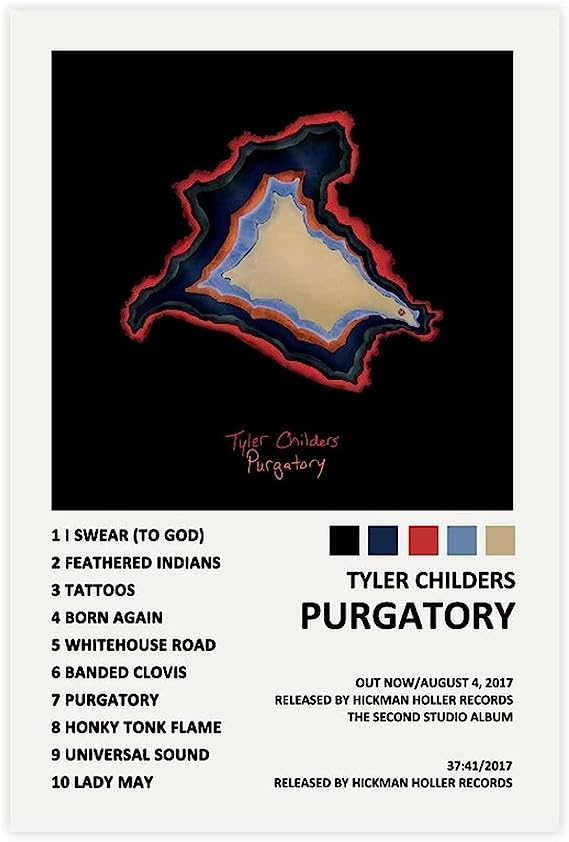 Tyler Childers
Purgatory
1 I SWEAR (TO GOD)
2 FEATHERED INDIANS
3 TATTOOS
4 BORN AGAIN
5 WHITEHOUSE ROAD
6 BANDED CLOVIS
7 PURGATORY
8 HONKY TONK FLAME
9 UNIVERSAL SOUND
10 LADY MAY
TYLER CHILDERS
PURGATORY
OUT NOW/AUGUST 4, 2017
RELEASED BY HICKMAN HOLLER RECORDS
THE SECOND STUDIO ALBUM
37:41/2017
RELEASED BY HICKMAN HOLLER RECORDS